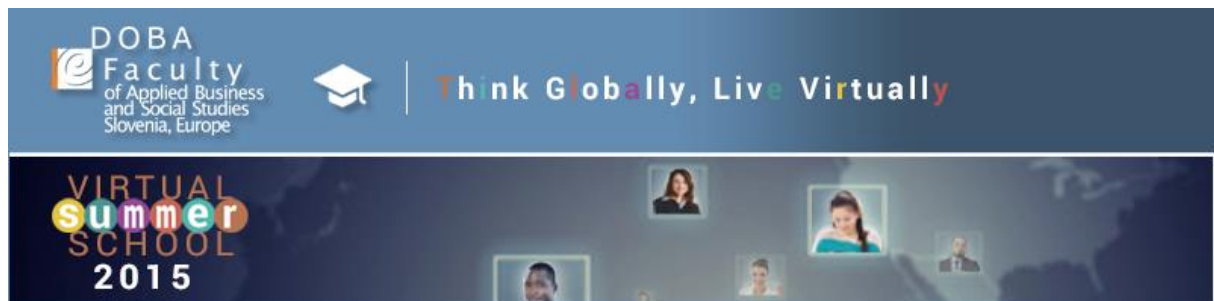 DOBA
Faculty
of Applied Business
and Social Studies
Slovenia, Europe
Think Globally, Live Virtually
VIRTUAL
summer
SCHOOL
2015